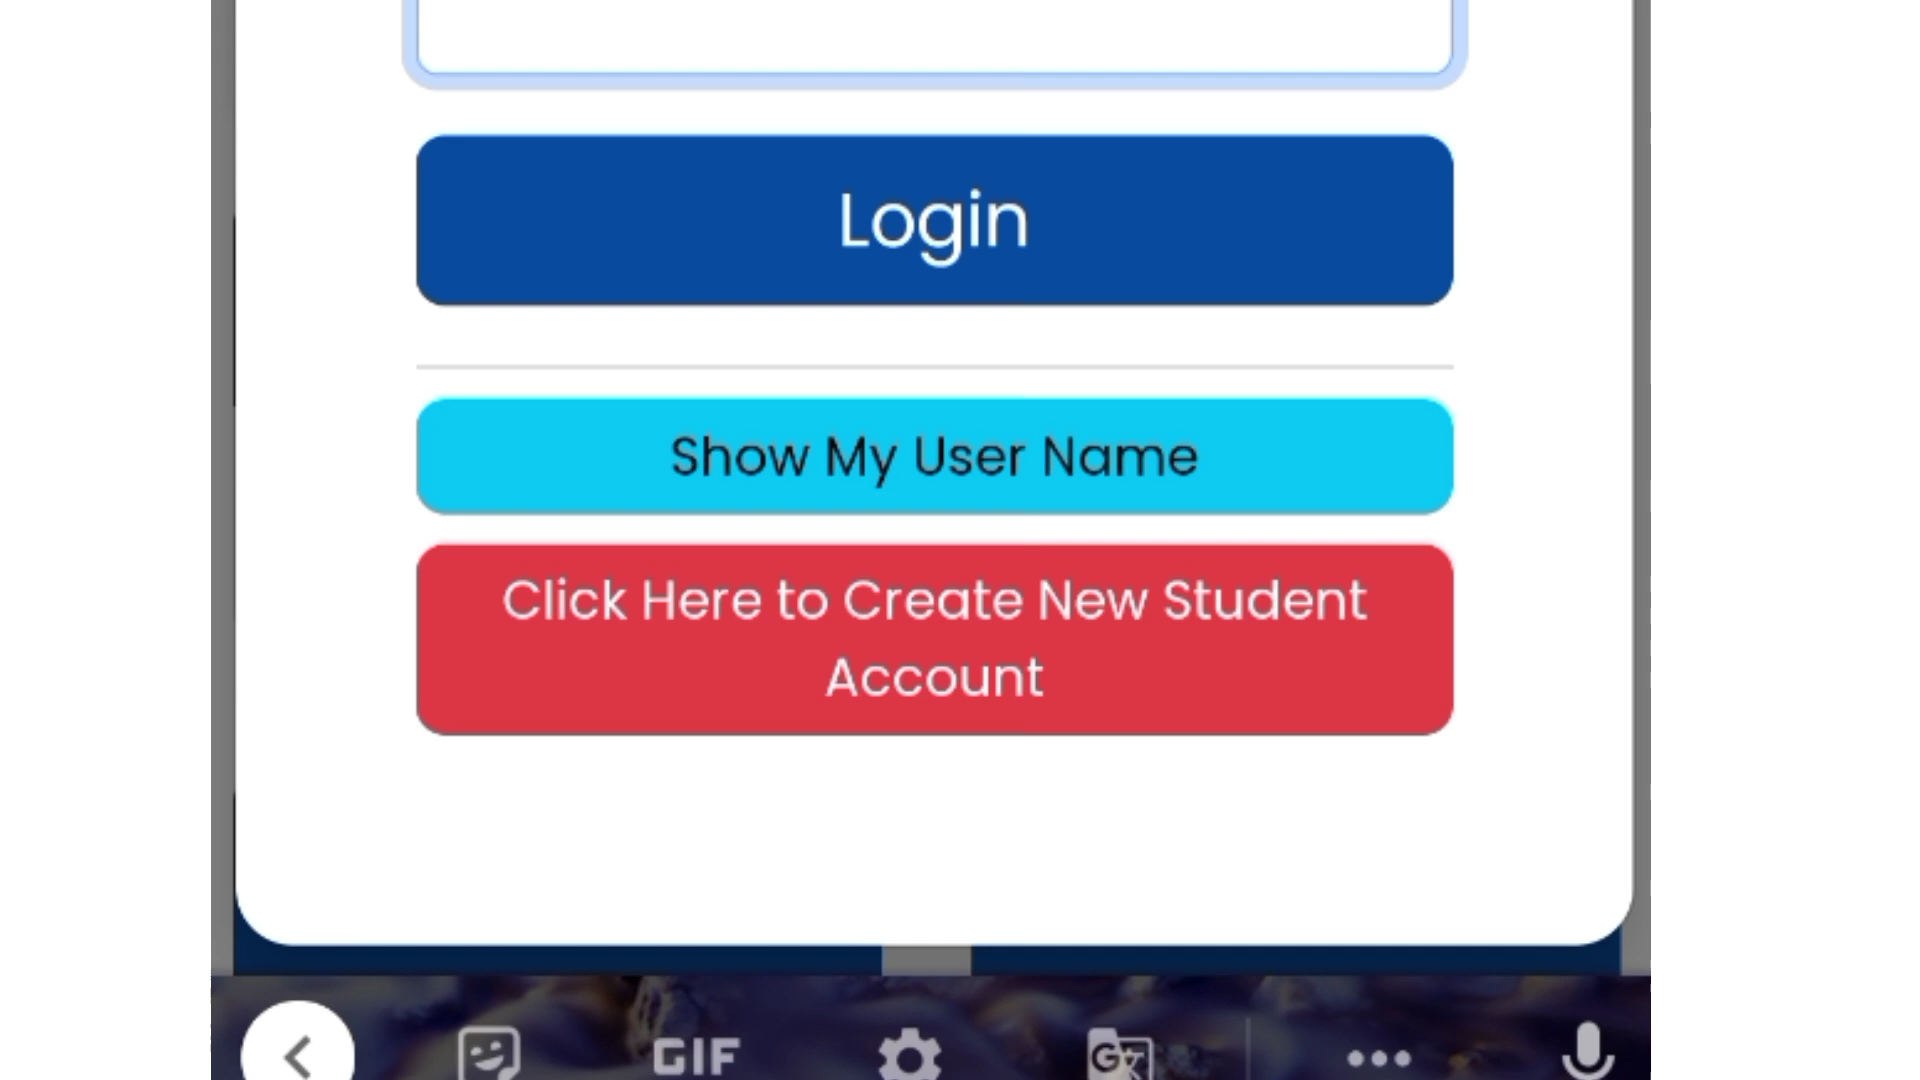 Login
Show My User Name
Click Here to Create New Student
Account
GIF